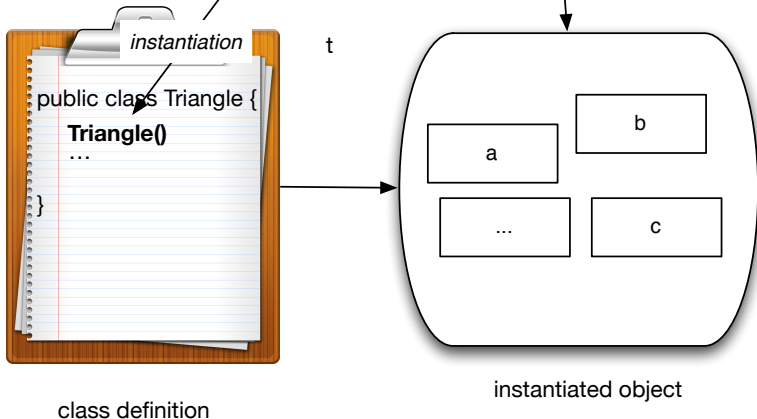 instantiation
t
public class Triangle {
Triangle()
...
}
a
b
...
c
class definition
instantiated object